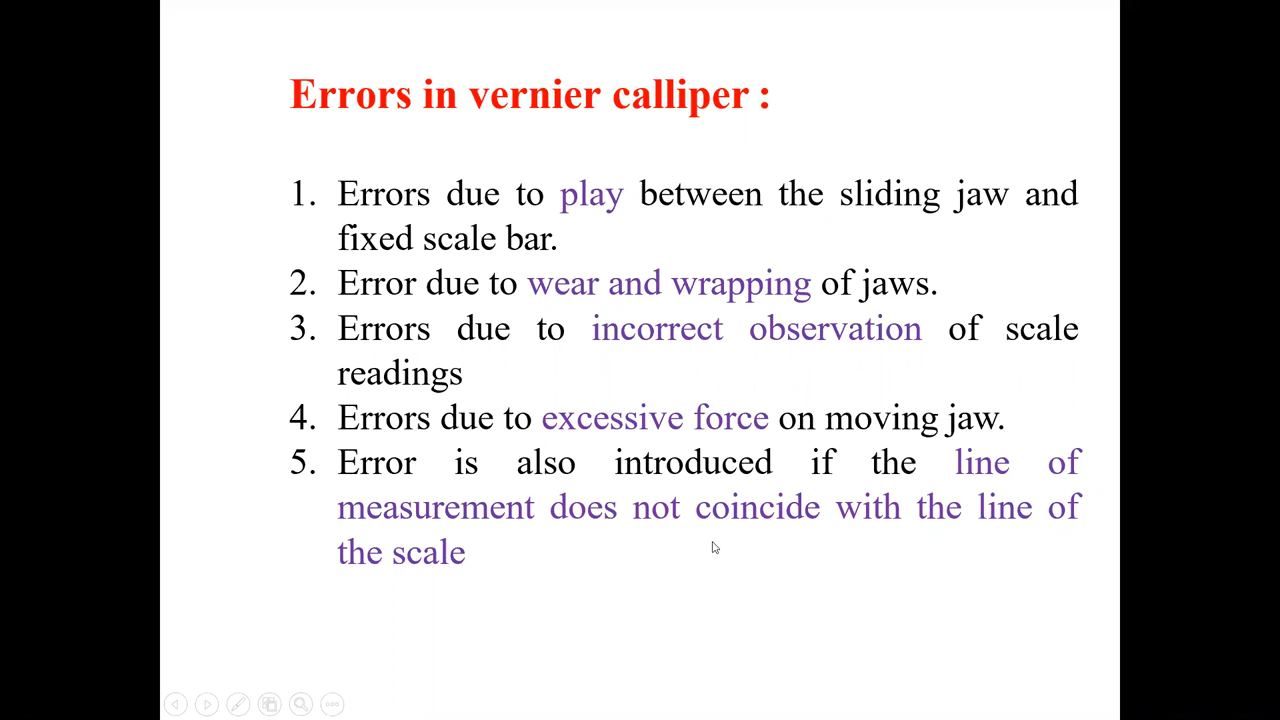 Errors in vernier calliper :
1. Errors due to play between the sliding jaw and
fixed scale bar.
2. Error due to wear and wrapping of jaws.
3. Errors due to incorrect observation of scale
readings
4. Errors due to excessive force on moving jaw.
5. Error is also introduced if the line of
measurement does not coincide with the line of
the scale